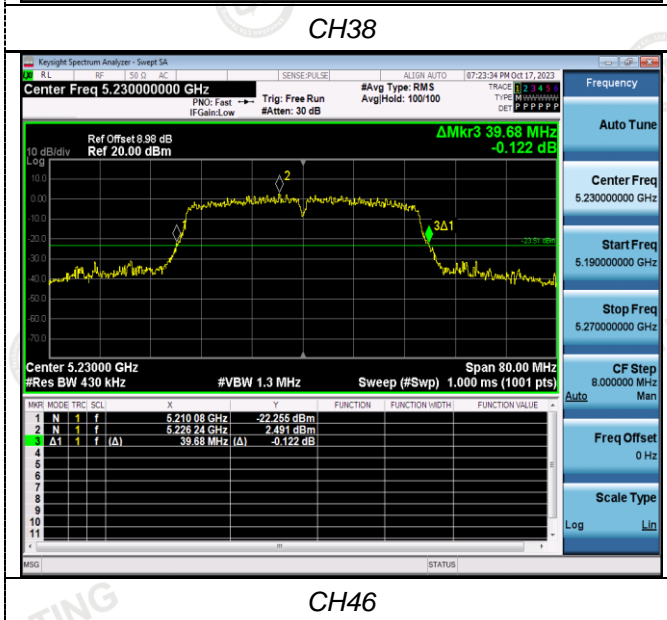 CH38
Keysight Spectrum Analyzer - Swept SA
RL RF 50 Ω AC SENSE:PULSE ALIGN AUTO 07:23:34 PM Oct 17, 2023
Center Freq 5.230000000 GHz
PNO: Fast
IFGain:Low
Trig: Free Run
#Atten: 30 dB
#Avg Type: RMS
Avg|Hold: 100/100
TRACE 1 2 3 4 5 6
TYPE M WWWWW
DET P P P P P P
Frequency
Auto Tune
Center Freq
5.230000000 GHz
Start Freq
5.190000000 GHz
Stop Freq
5.270000000 GHz
CF Step
8.000000 MHz
Auto Man
Freq Offset
0 Hz
Scale Type
Log Lin
ΔMkr3 39.68 MHz
-0.122 dB
Ref Offset 8.98 dB
10 dB/div Ref 20.00 dBm
Log
10.0
0.00
-10.0
-20.0
-30.0
-40.0
-50.0
-60.0
-70.0
2
1
3Δ1
-23.51 dBm
Center 5.23000 GHz Span 80.00 MHz
#Res BW 430 kHz #VBW 1.3 MHz Sweep (#Swp) 1.000 ms (1001 pts)
MKR MODE TRC SCL X Y FUNCTION FUNCTION WIDTH FUNCTION VALUE
1 N 1 f 5.210 08 GHz -22.255 dBm
2 N 1 f 5.226 24 GHz 2.491 dBm
3 Δ1 1 f (Δ) 39.68 MHz (Δ) -0.122 dB
4
5
6
7
8
9
10
11
MSG STATUS
CH46
TING